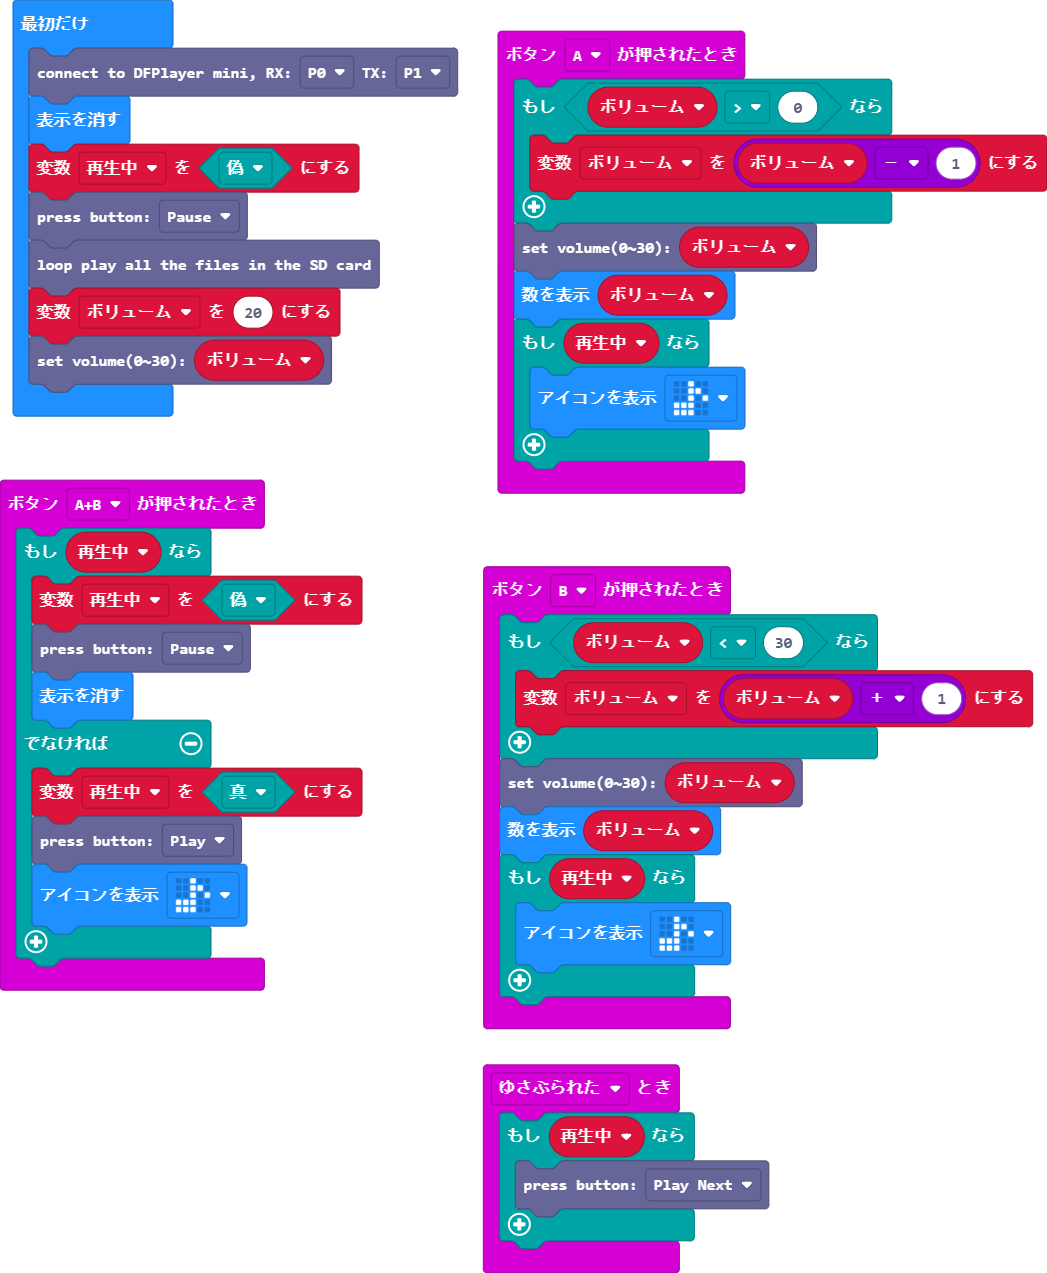 最初だけ
connect to DFPlayer mini, RX: P0 TX: P1
表示を消す
変数 再生中 を 偽 にする
press button: Pause
loop play all the files in the SD card
変数 ボリューム を 20 にする
set volume(0~30): ボリューム
ボタン A+B が押されたとき
もし 再生中 なら
変数 再生中 を 偽 にする
press button: Pause
表示を消す
でなければ
変数 再生中 を 真 にする
press button: Play
アイコンを表示
ボタン A が押されたとき
もし ボリューム > 0 なら
変数 ボリューム を ボリューム - 1 にする
set volume(0~30): ボリューム
数を表示 ボリューム
もし 再生中 なら
アイコンを表示
ボタン B が押されたとき
もし ボリューム < 30 なら
変数 ボリューム を ボリューム + 1 にする
set volume(0~30): ボリューム
数を表示 ボリューム
もし 再生中 なら
アイコンを表示
ゆさぶられた とき
もし 再生中 なら
press button: Play Next